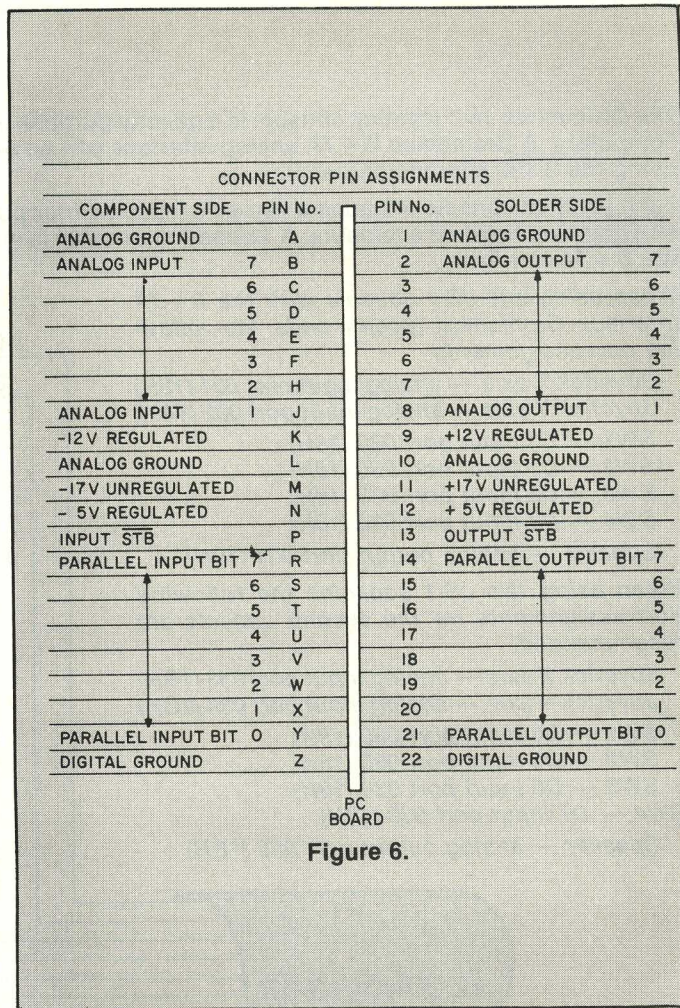 CONNECTOR PIN ASSIGNMENTS
COMPONENT SIDE PIN No. PIN No. SOLDER SIDE
ANALOG GROUND A 1 ANALOG GROUND
ANALOG INPUT 7 B 2 ANALOG OUTPUT 7
6 C 3 6
5 D 4 5
4 E 5 4
3 F 6 3
2 H 7 2
ANALOG INPUT 1 J 8 ANALOG OUTPUT 1
-12V REGULATED K 9 +12V REGULATED
ANALOG GROUND L 10 ANALOG GROUND
-17V UNREGULATED M 11 +17V UNREGULATED
- 5V REGULATED N 12 + 5V REGULATED
INPUT S̅T̅B̅ P 13 OUTPUT S̅T̅B̅
PARALLEL INPUT BIT 7 R 14 PARALLEL OUTPUT BIT 7
6 S 15 6
5 T 16 5
4 U 17 4
3 V 18 3
2 W 19 2
1 X 20 1
PARALLEL INPUT BIT 0 Y 21 PARALLEL OUTPUT BIT 0
DIGITAL GROUND Z 22 DIGITAL GROUND
PC
BOARD
Figure 6.